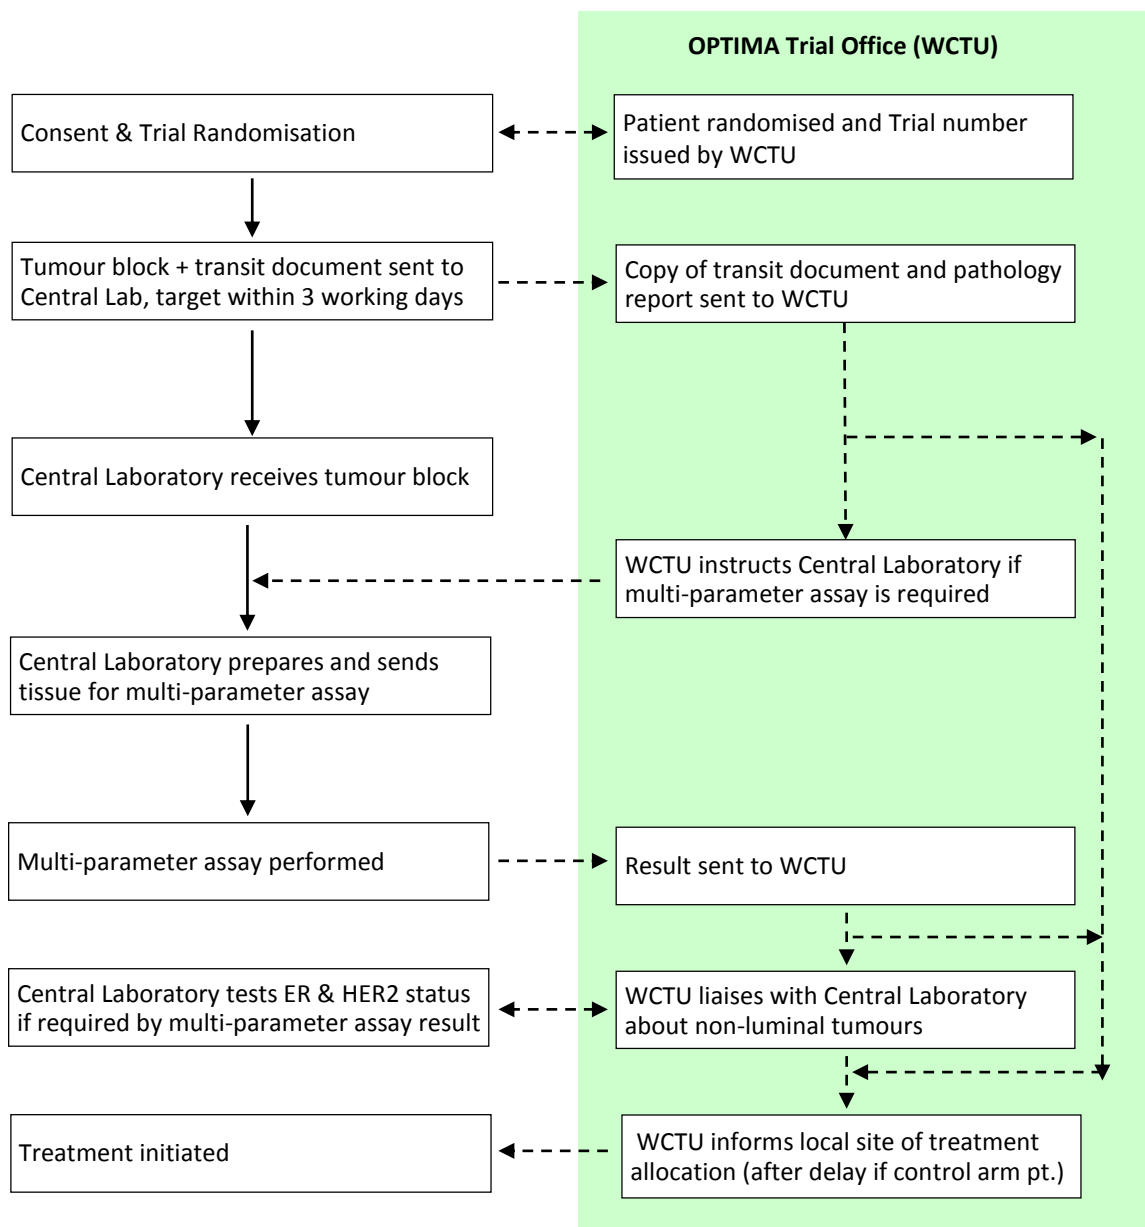 OPTIMA Trial Office (WCTU)
Consent & Trial Randomisation
Patient randomised and Trial number
issued by WCTU
Tumour block + transit document sent to
Central Lab, target within 3 working days
Copy of transit document and pathology
report sent to WCTU
Central Laboratory receives tumour block
WCTU instructs Central Laboratory if
multi-parameter assay is required
Central Laboratory prepares and sends
tissue for multi-parameter assay
Multi-parameter assay performed
Result sent to WCTU
Central Laboratory tests ER & HER2 status
if required by multi-parameter assay result
WCTU liaises with Central Laboratory
about non-luminal tumours
Treatment initiated
WCTU informs local site of treatment
allocation (after delay if control arm pt.)